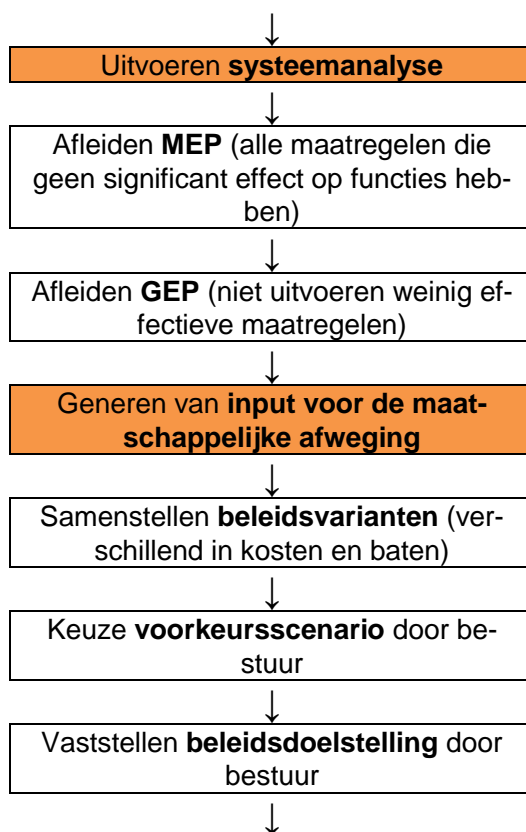 ↓
Uitvoeren systeemanalyse
↓
Afleiden MEP (alle maatregelen die
geen significant effect op functies heb-
ben)
↓
Afleiden GEP (niet uitvoeren weinig ef-
fectieve maatregelen)
↓
Generen van input voor de maat-
schappelijke afweging
↓
Samenstellen beleidsvarianten (ver-
schillend in kosten en baten)
↓
Keuze voorkeursscenario door be-
stuur
↓
Vaststellen beleidsdoelstelling door
bestuur
↓